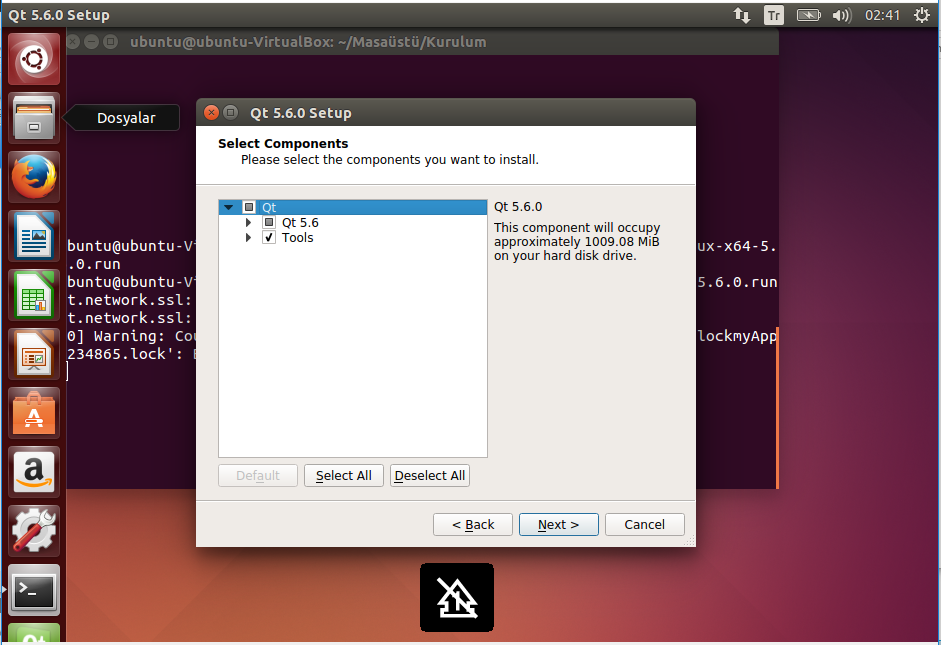 Qt 5.6.0 Setup
Tr
02:41
ubuntu@ubuntu-VirtualBox: ~/Masaüstü/Kurulum
Dosyalar
Qt 5.6.0 Setup
Select Components
Please select the components you want to install.
Qt
Qt 5.6
Tools
Qt 5.6.0
This component will occupy
approximately 1009.08 MiB
on your hard disk drive.
buntu@ubuntu-V
ux-x64-5.
.0.run
buntu@ubuntu-V
5.6.0.run
t.network.ssl:
t.network.ssl:
0] Warning: Cou
lockmyApp
234865.lock':
Default
Select All
Deselect All
< Back
Next >
Cancel
a
Qt